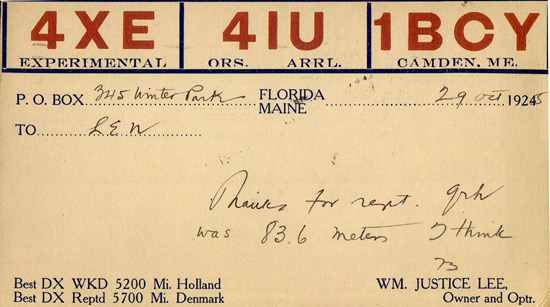 4XE 4IU 1BCY
EXPERIMENTAL ORS. ARRL. CAMDEN, ME.
P. O. BOX 345 Winter Park FLORIDA 29 Oct 1925
MAINE
TO L E W
Thanks for rept. qrh
was 83.6 meters I think
73
Best DX WKD 5200 Mi. Holland
Best DX Reptd 5700 Mi. Denmark
WM. JUSTICE LEE,
Owner and Optr.